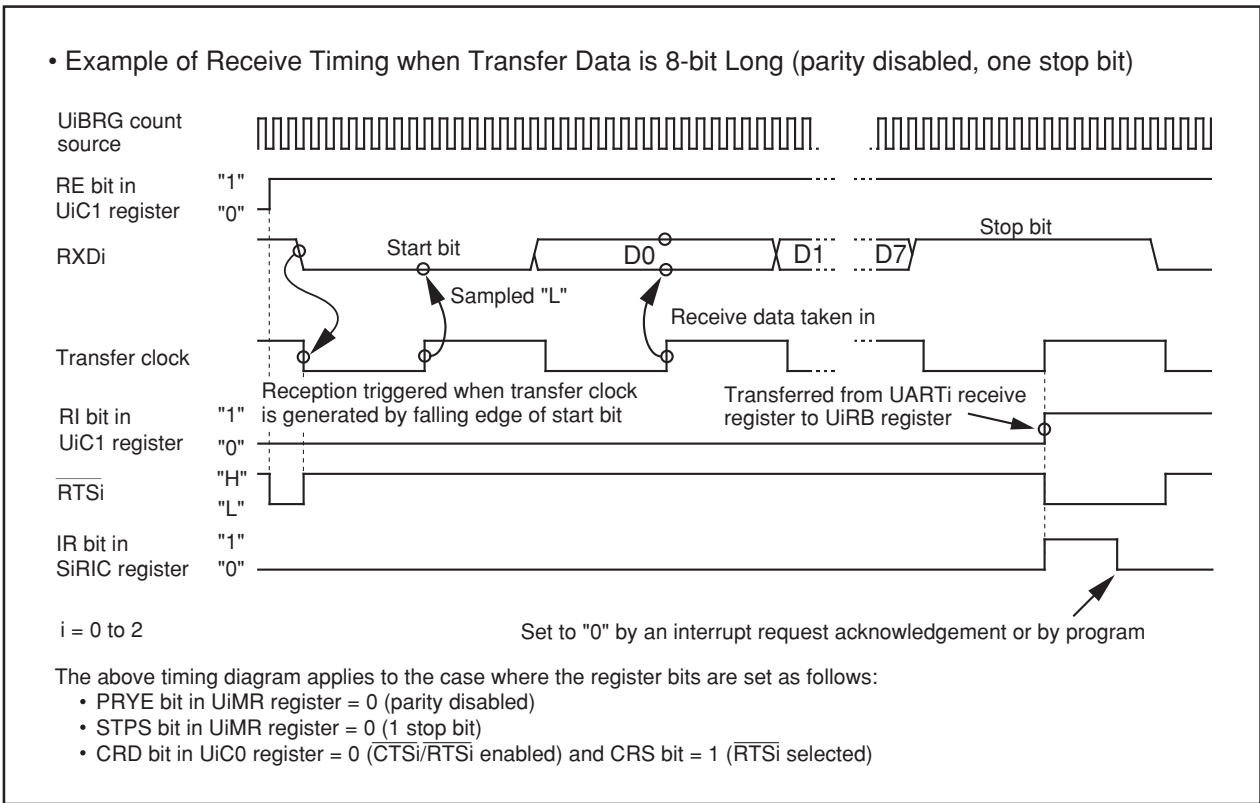 • Example of Receive Timing when Transfer Data is 8-bit Long (parity disabled, one stop bit)
UiBRG count
source
RE bit in
UiC1 register
"1"
"0"
RXDi
Start bit
D0
D1
D7
Stop bit
Sampled "L"
Receive data taken in
Transfer clock
Reception triggered when transfer clock
is generated by falling edge of start bit
Transferred from UARTi receive
register to UiRB register
RI bit in
UiC1 register
"1"
"0"
RTSi
"H"
"L"
IR bit in
SiRIC register
"1"
"0"
i = 0 to 2
Set to "0" by an interrupt request acknowledgement or by program
The above timing diagram applies to the case where the register bits are set as follows:
• PRYE bit in UiMR register = 0 (parity disabled)
• STPS bit in UiMR register = 0 (1 stop bit)
• CRD bit in UiC0 register = 0 (CTSi/RTSi enabled) and CRS bit = 1 (RTSi selected)